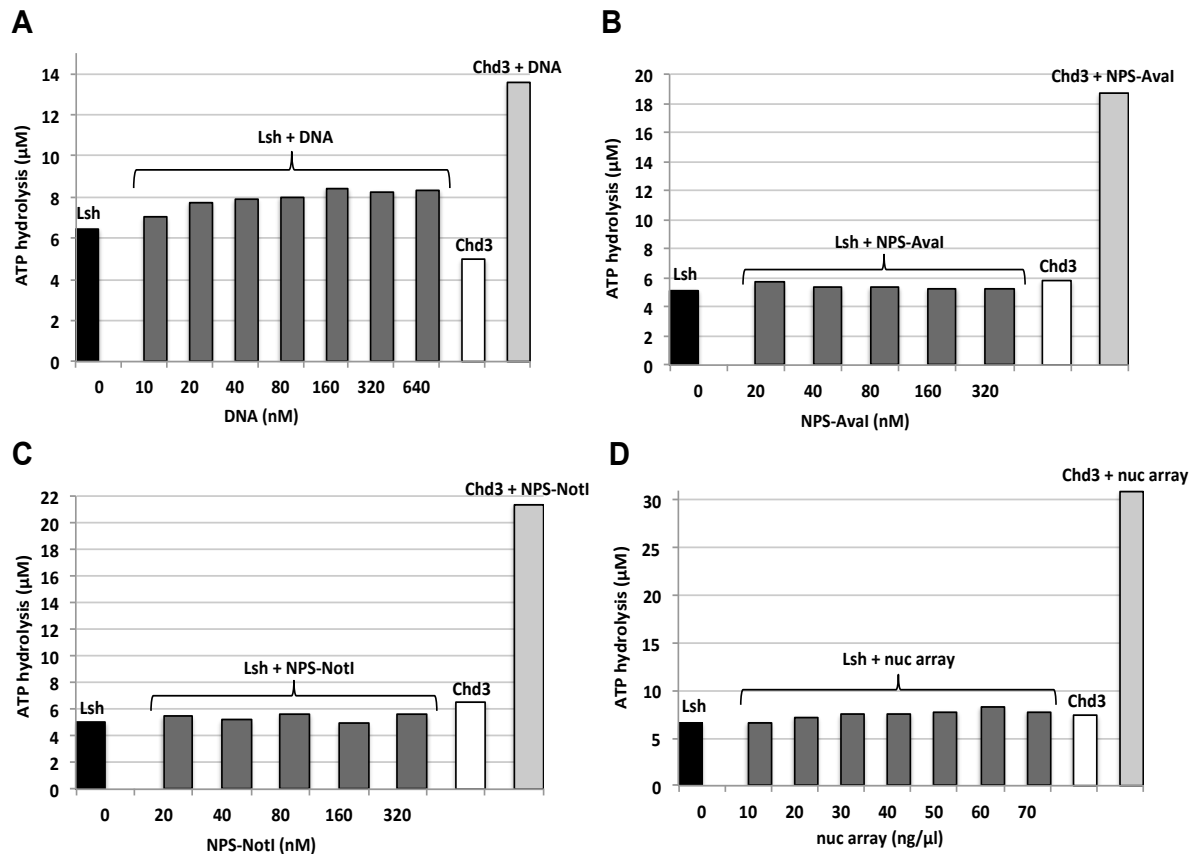 A
ATP hydrolysis (µM)
14
12
10
8
6
4
2
0
Chd3 + DNA
Lsh + DNA
Lsh
Chd3
0 10 20 40 80 160 320 640
DNA (nM)
B
ATP hydrolysis (µM)
20
18
16
14
12
10
8
6
4
2
0
Chd3 + NPS-AvaI
Lsh + NPS-AvaI
Lsh
Chd3
0 20 40 80 160 320
NPS-AvaI (nM)
C
ATP hydrolysis (µM)
22
20
18
16
14
12
10
8
6
4
2
0
Chd3 + NPS-NotI
Lsh + NPS-NotI
Lsh
Chd3
0 20 40 80 160 320
NPS-NotI (nM)
D
ATP hydrolysis (µM)
30
25
20
15
10
5
0
Chd3 + nuc array
Lsh + nuc array
Lsh
Chd3
0 10 20 30 40 50 60 70
nuc array (ng/µl)